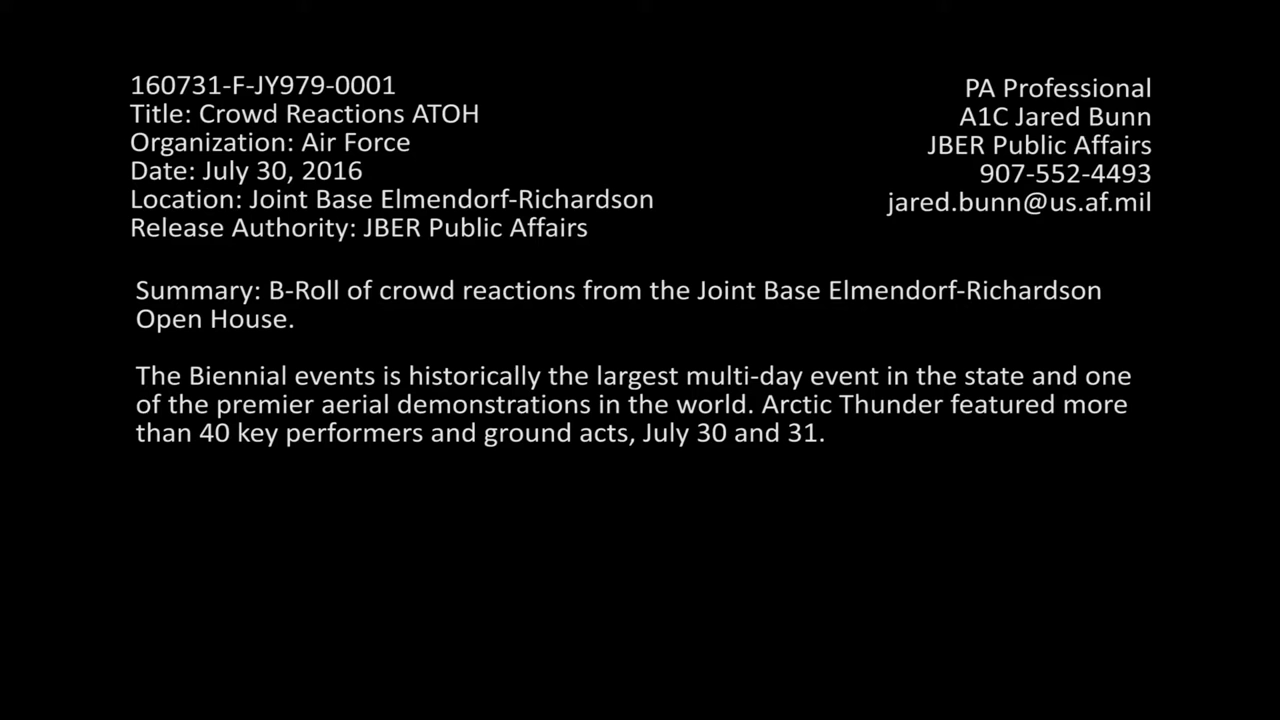 160731-F-JY979-0001
Title: Crowd Reactions ATOH
Organization: Air Force
Date: July 30, 2016
Location: Joint Base Elmendorf-Richardson
Release Authority: JBER Public Affairs
PA Professional
A1C Jared Bunn
JBER Public Affairs
907-552-4493
jared.bunn@us.af.mil
Summary: B-Roll of crowd reactions from the Joint Base Elmendorf-Richardson
Open House.
The Biennial events is historically the largest multi-day event in the state and one
of the premier aerial demonstrations in the world. Arctic Thunder featured more
than 40 key performers and ground acts, July 30 and 31.